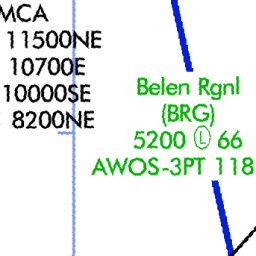 MCA
11500NE
10700E
10000SE
8200NE
Belen Rgnl
(BRG)
5200 Ⓛ 66
AWOS-3PT 118